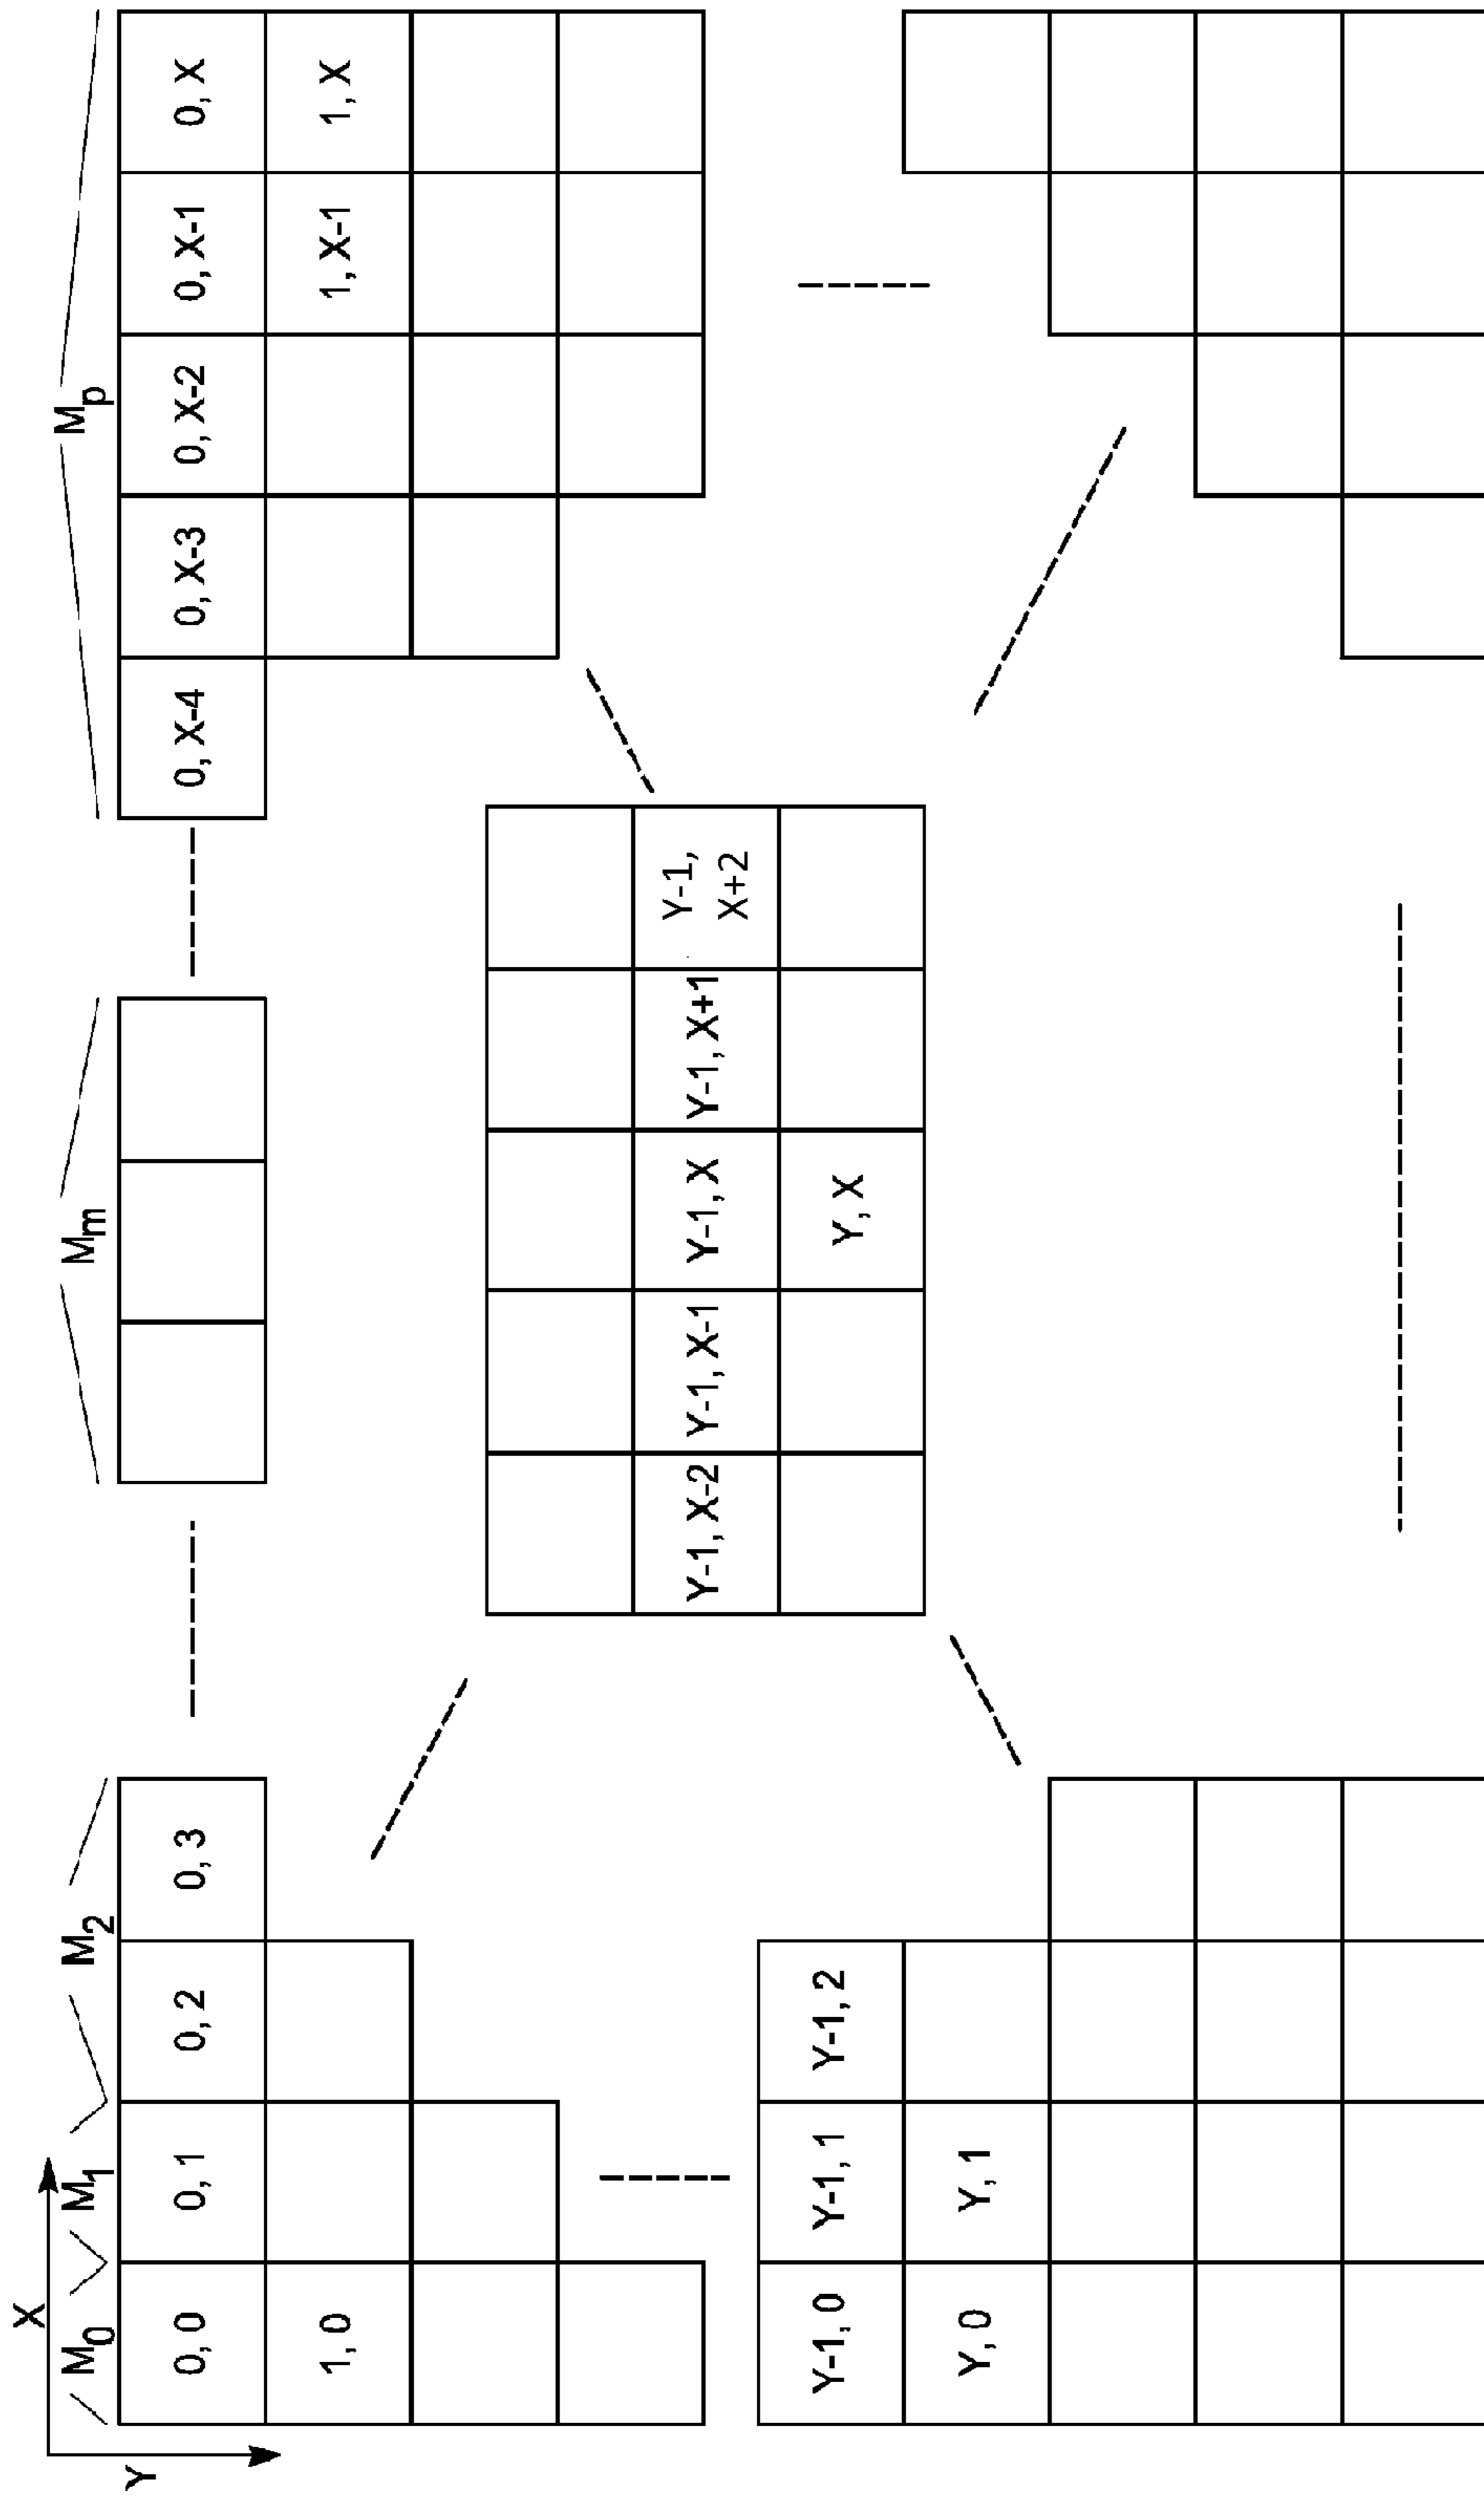 X
Y
M0 M1 M2 Mm Mp
0,0 0,1 0,2 0,3 0,X-4 0,X-3 0,X-2 0,X-1 0,X
1,0 1,X-1 1,X
Y-1,X-2 Y-1,X-1 Y-1,X Y-1,X+1 Y-1,
X+2
Y-1,0 Y-1,1 Y-1,2 Y,X
Y,0 Y,1